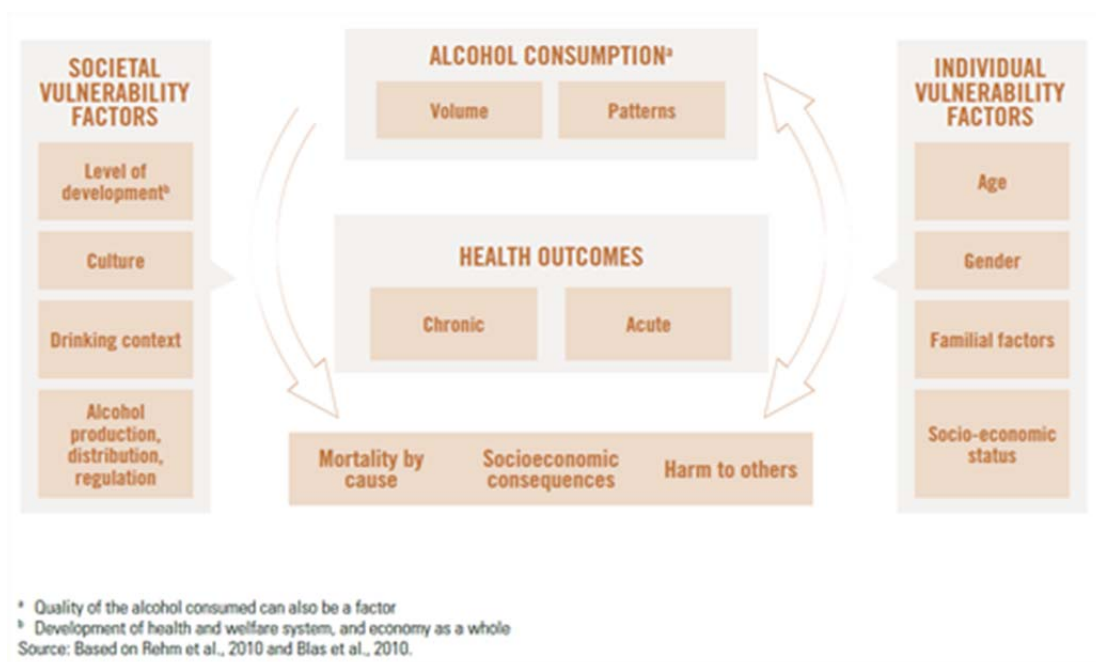 SOCIETAL
VULNERABILITY
FACTORS
Level of
developmentᵇ
Culture
Drinking context
Alcohol
production,
distribution,
regulation
ALCOHOL CONSUMPTIONᵃ
Volume
Patterns
HEALTH OUTCOMES
Chronic
Acute
Mortality by
cause
Socioeconomic
consequences
Harm to others
INDIVIDUAL
VULNERABILITY
FACTORS
Age
Gender
Familial factors
Socio-economic
status
ᵃ Quality of the alcohol consumed can also be a factor
ᵇ Development of health and welfare system, and economy as a whole
Source: Based on Rehm et al., 2010 and Blas et al., 2010.